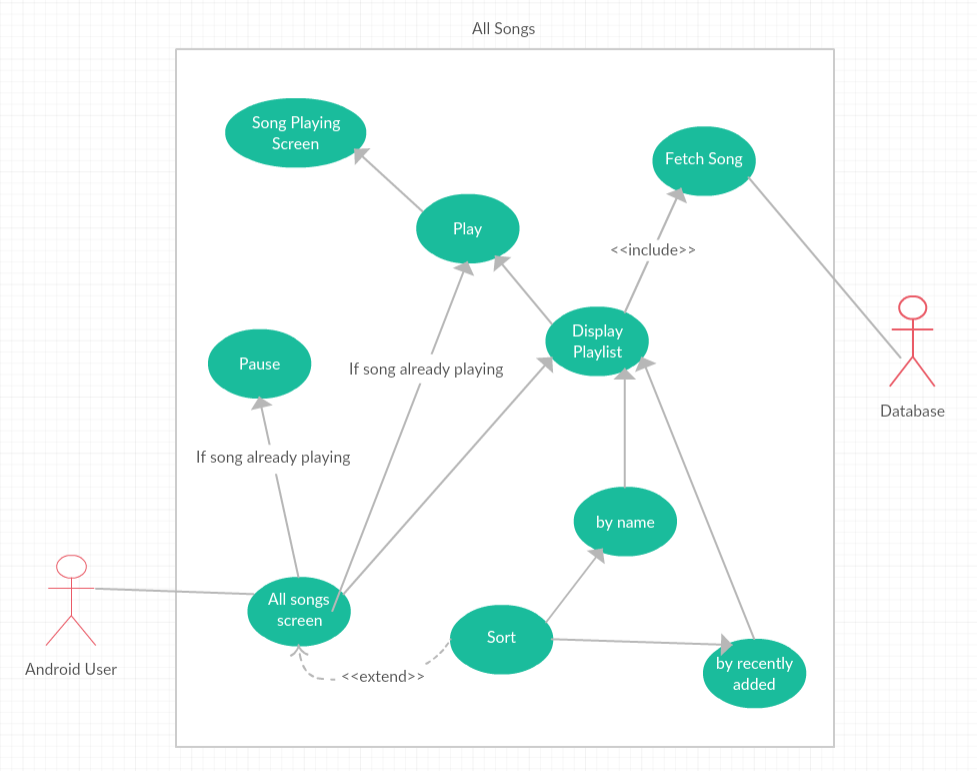 All Songs
Song Playing
Screen
Fetch Song
Play
<<include>>
Display
Playlist
Pause
If song already playing
Database
If song already playing
by name
All songs
screen
Sort
Android User
<<extend>>
by recently
added